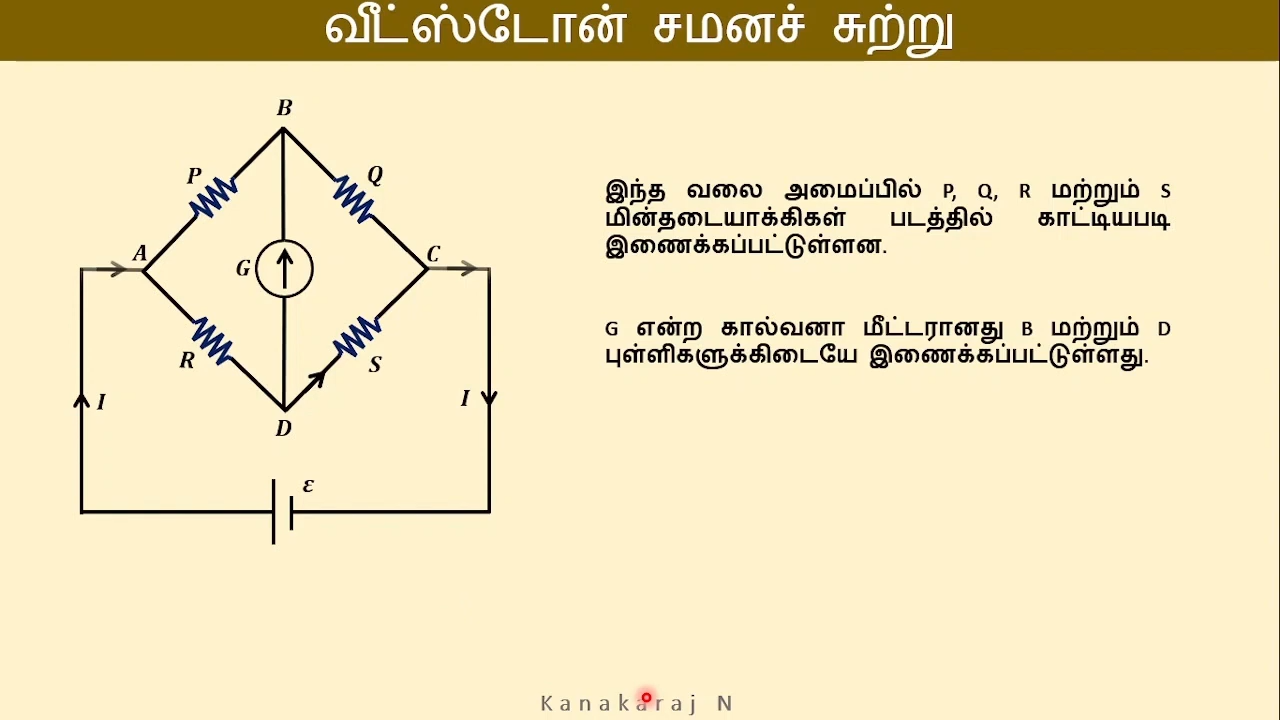 வீட்ஸ்டோன் சமனச் சுற்று
B
P
Q
A
C
G
R
S
D
I
I
ε
இந்த வலை அமைப்பில் P, Q, R மற்றும் S
மின்தடையாக்கிகள் படத்தில் காட்டியபடி
இணைக்கப்பட்டுள்ளன.
G என்ற கால்வனா மீட்டரானது B மற்றும் D
புள்ளிகளுக்கிடையே இணைக்கப்பட்டுள்ளது.
Kanakaraj N